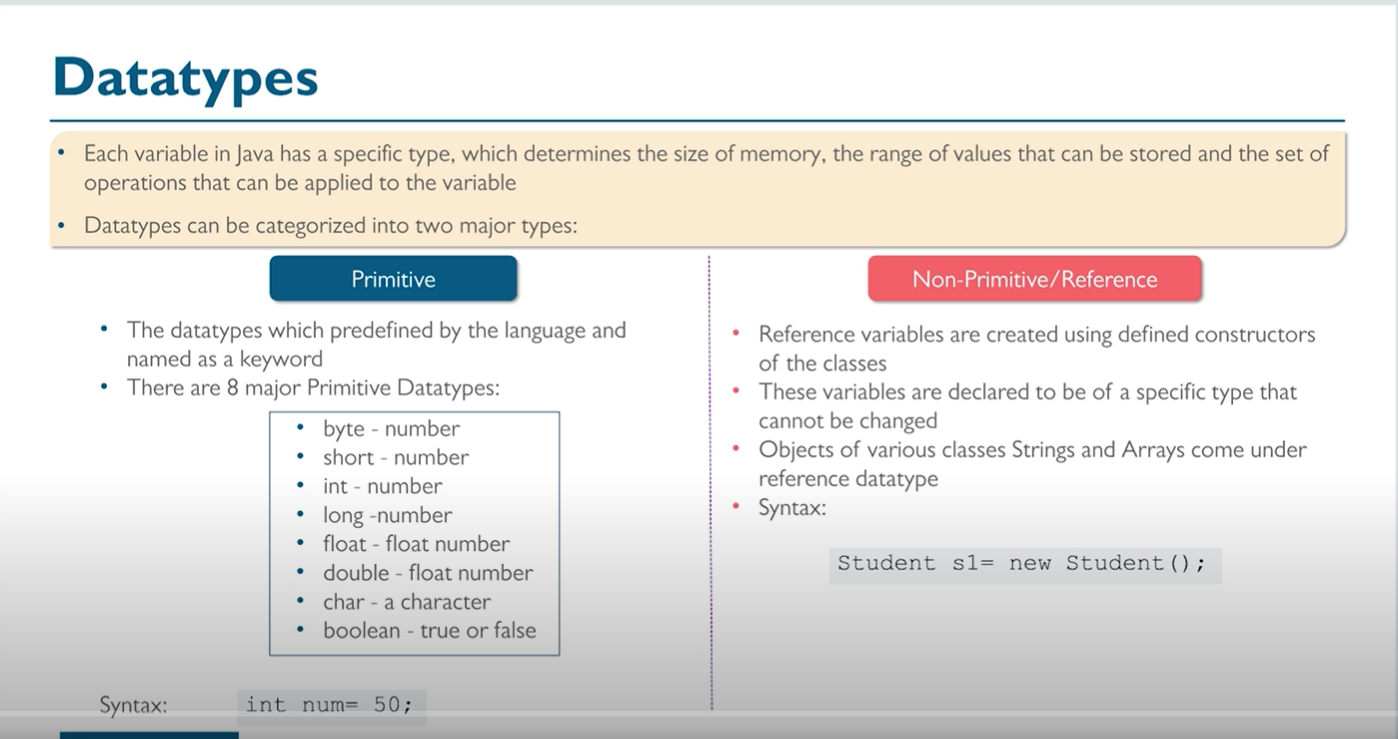 Datatypes
• Each variable in Java has a specific type, which determines the size of memory, the range of values that can be stored and the set of
operations that can be applied to the variable
• Datatypes can be categorized into two major types:
Primitive
• The datatypes which predefined by the language and
named as a keyword
• There are 8 major Primitive Datatypes:
• byte - number
• short - number
• int - number
• long -number
• float - float number
• double - float number
• char - a character
• boolean - true or false
Syntax: int num= 50;
Non-Primitive/Reference
• Reference variables are created using defined constructors
of the classes
• These variables are declared to be of a specific type that
cannot be changed
• Objects of various classes Strings and Arrays come under
reference datatype
• Syntax:
Student s1= new Student();